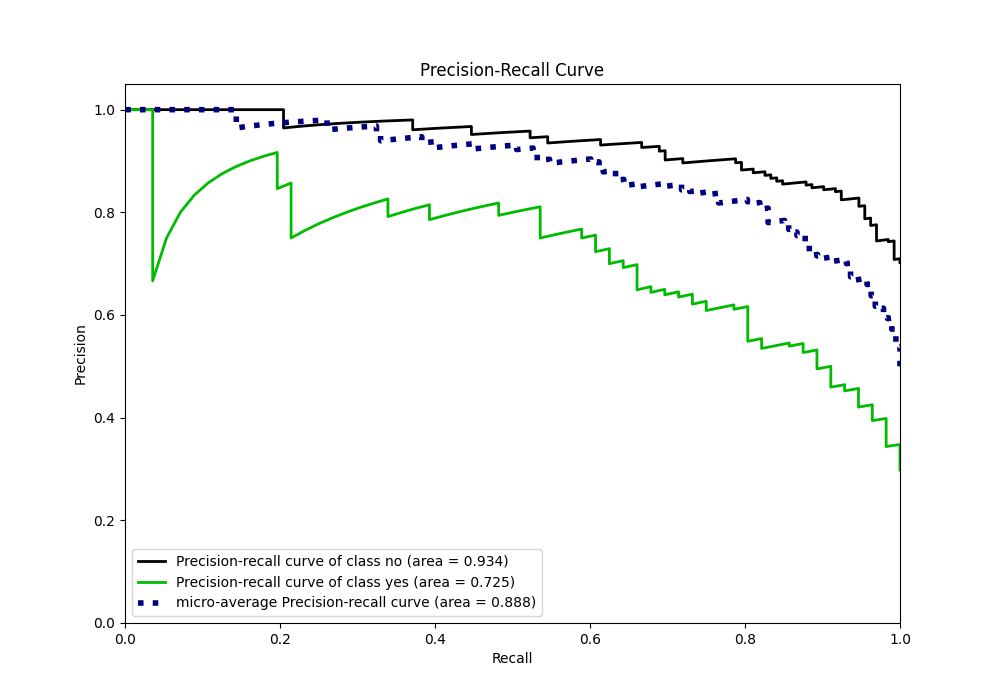 Precision-Recall Curve
1.0
0.8
0.6
0.4
0.2
0.0
Precision
0.0 0.2 0.4 0.6 0.8 1.0
Recall
Precision-recall curve of class no (area = 0.934)
Precision-recall curve of class yes (area = 0.725)
micro-average Precision-recall curve (area = 0.888)